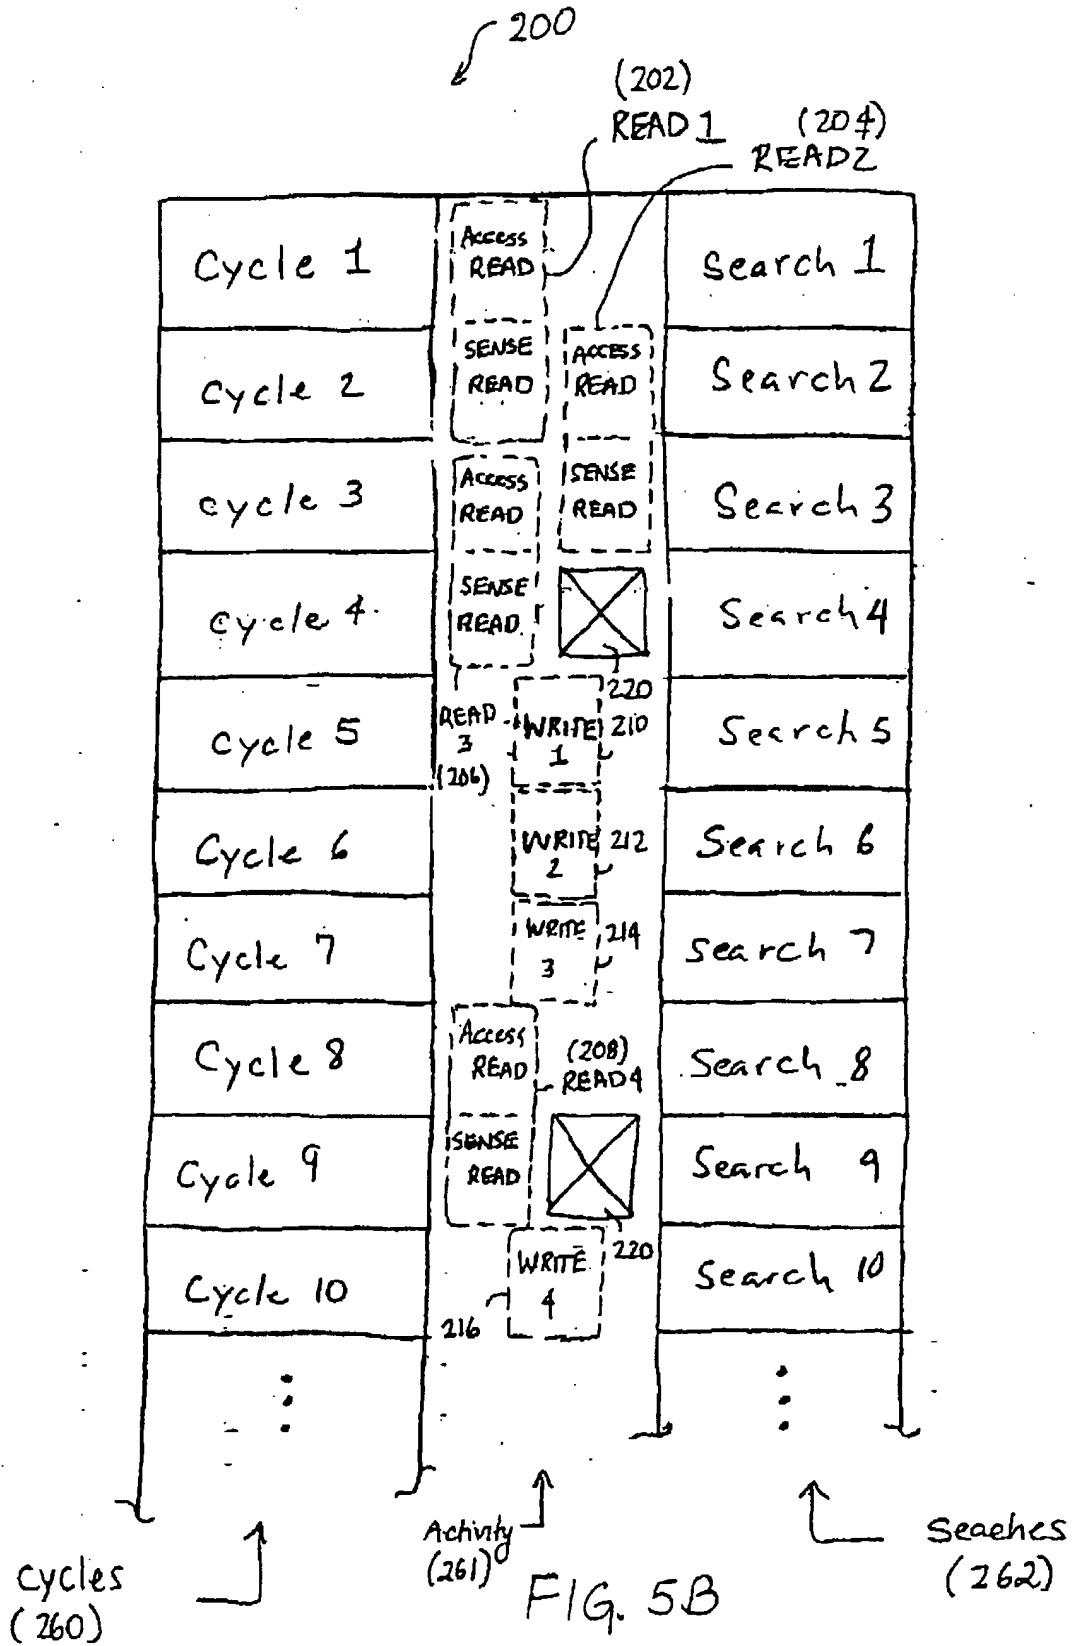 200
(202)
READ 1
(204)
READ2
Cycle 1
Access
READ
Search 1
Cycle 2
SENSE
READ
ACCESS
READ
Search 2
cycle 3
Access
READ
SENSE
READ
Search 3
cycle 4
SENSE
READ
Search 4
220
cycle 5
READ
3
(206)
WRITE
1
210
Search 5
Cycle 6
WRITE
2
212
Search 6
Cycle 7
WRITE
3
214
Search 7
Cycle 8
Access
READ
(208)
READ4
Search 8
Cycle 9
SENSE
READ
Search 9
220
Cycle 10
WRITE
4
216
Search 10
Cycles
(260)
Activity
(261)
Seaches
(262)
FIG. 5B